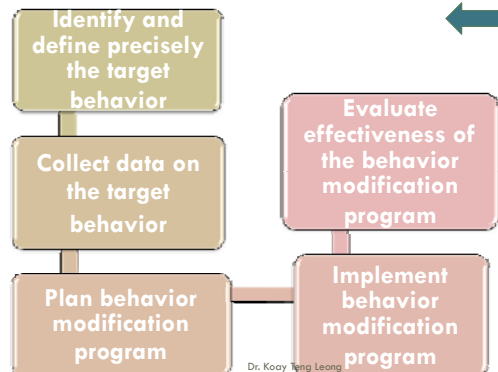 Identify and
define precisely
the target
behavior
Collect data on
the target
behavior
Plan behavior
modification
program
Implement
behavior
modification
program
Evaluate
effectiveness of
the behavior
modification
program
Dr. Koay Teng Leong